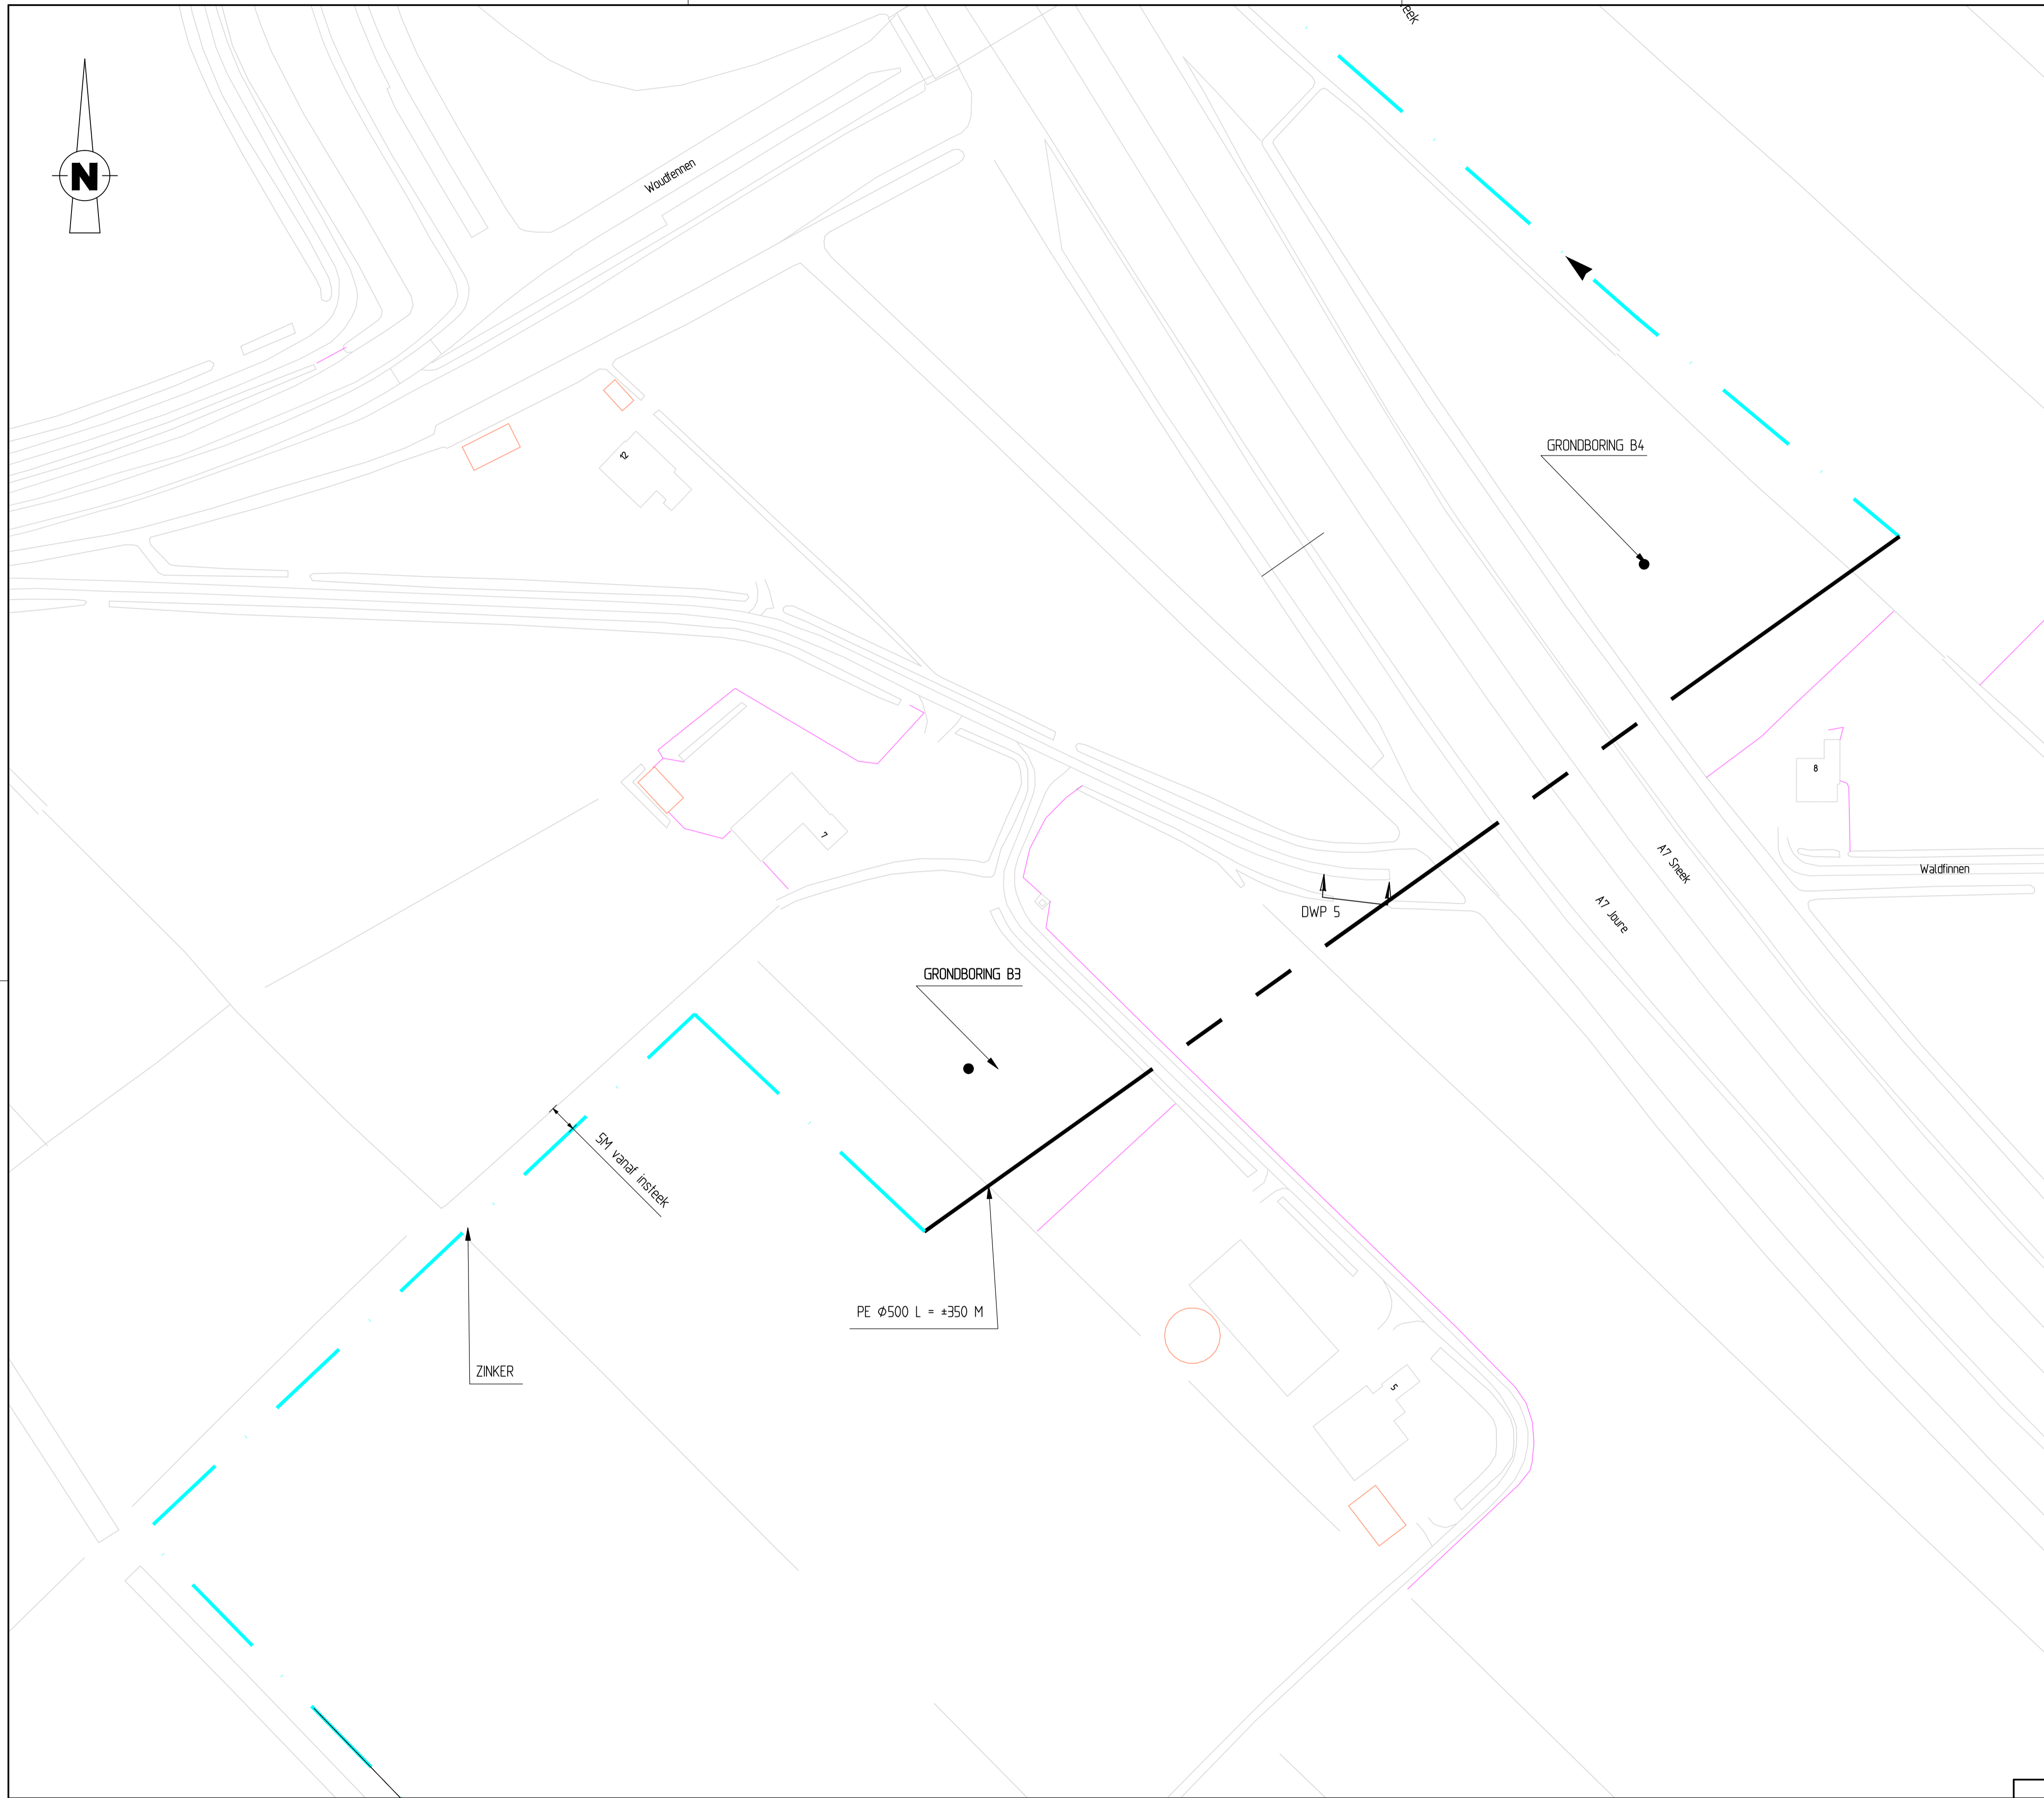 eek
N
Woudfennen
GRONDBORING B4
12
8
7
A7 Sneek
Waldfinnen
A7 Joure
DWP 5
GRONDBORING B3
5M vanaf insteek
PE Ø500 L = ±350 M
ZINKER
5